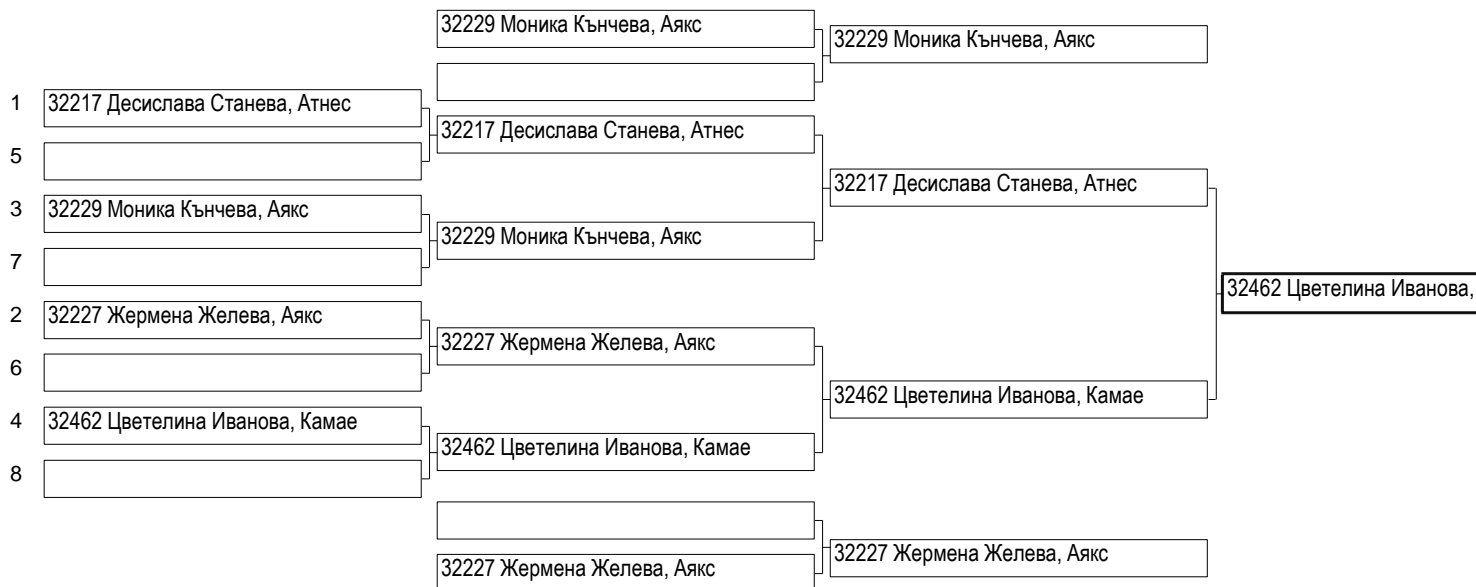 32229 Моника Кънчева, Аякс
32229 Моника Кънчева, Аякс
1 32217 Десислава Станева, Атнес
32217 Десислава Станева, Атнес
5
32217 Десислава Станева, Атнес
3 32229 Моника Кънчева, Аякс
32229 Моника Кънчева, Аякс
7
32462 Цветелина Иванова,
2 32227 Жермена Желева, Аякс
32227 Жермена Желева, Аякс
6
32462 Цветелина Иванова, Камае
4 32462 Цветелина Иванова, Камае
32462 Цветелина Иванова, Камае
8
32227 Жермена Желева, Аякс
32227 Жермена Желева, Аякс